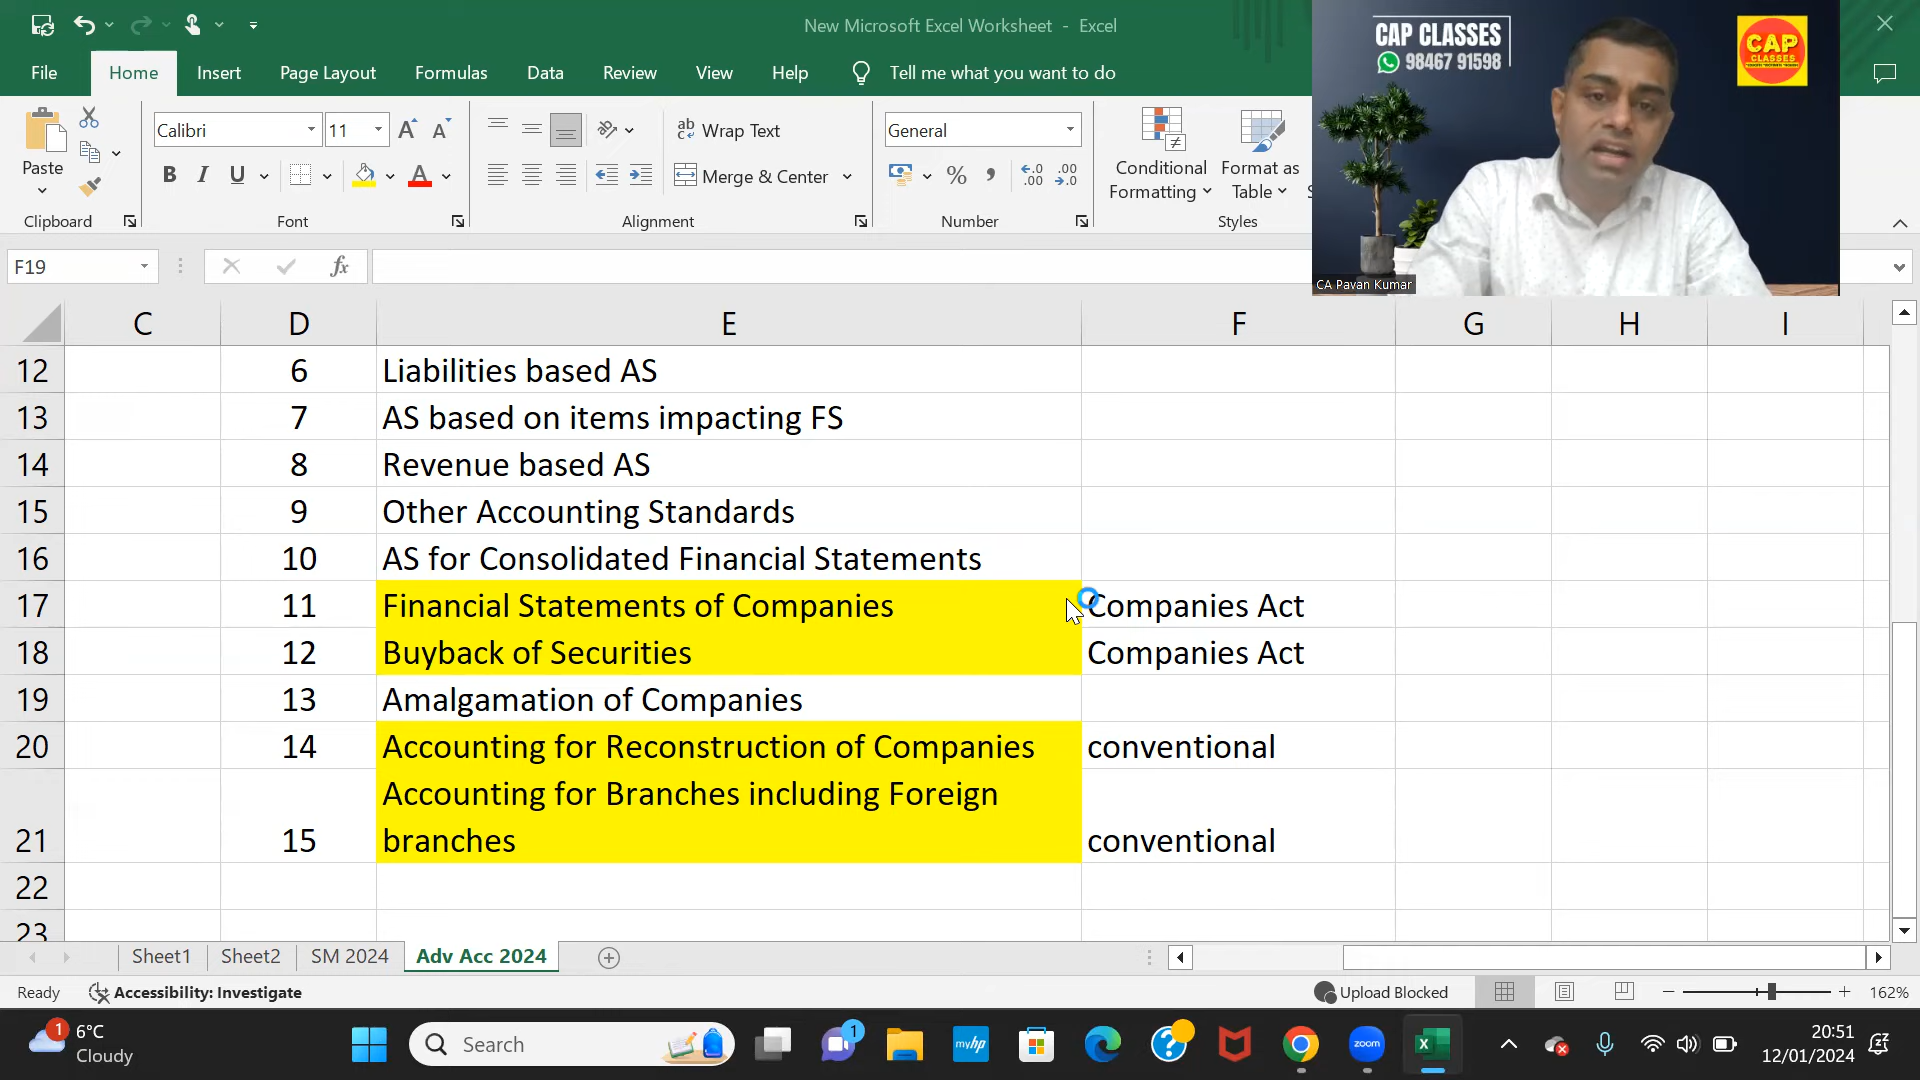 New Microsoft Excel Worksheet - Excel
File Home Insert Page Layout Formulas Data Review View Help Tell me what you want to do
CAP CLASSES
98467 91598
CAP
CLASSES
CA Pavan Kumar
Paste
Clipboard
Calibri 11
B I U
Font
Wrap Text
Merge & Center
Alignment
General
Number
Conditional
Formatting
Format as
Table
Styles
F19
fx
C D E F G H I
12 6 Liabilities based AS
13 7 AS based on items impacting FS
14 8 Revenue based AS
15 9 Other Accounting Standards
16 10 AS for Consolidated Financial Statements
17 11 Financial Statements of Companies Companies Act
18 12 Buyback of Securities Companies Act
19 13 Amalgamation of Companies
20 14 Accounting for Reconstruction of Companies conventional
Accounting for Branches including Foreign
21 15 branches conventional
22
23
Sheet1 Sheet2 SM 2024 Adv Acc 2024
Ready Accessibility: Investigate Upload Blocked 162%
1 6°C
Cloudy
Search
1
myhp
zoom
20:51
12/01/2024